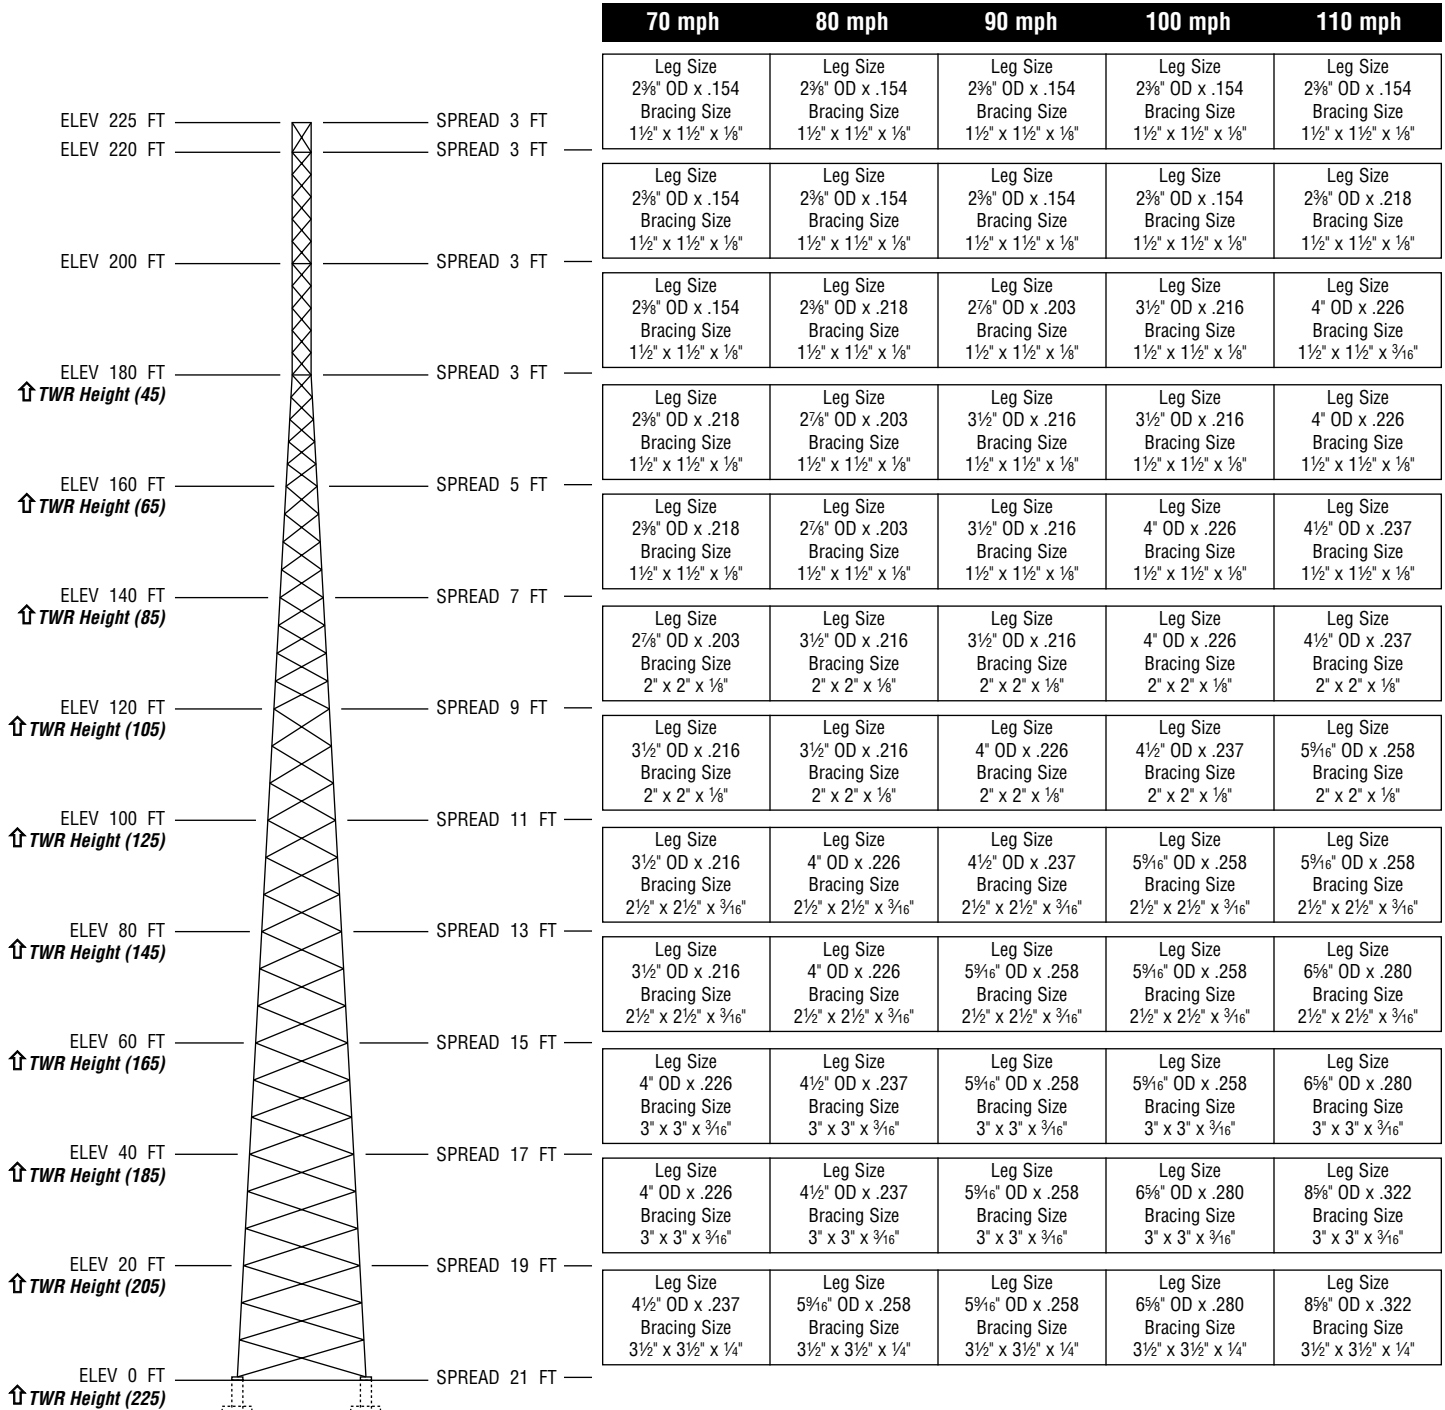 70 mph 80 mph 90 mph 100 mph 110 mph
Leg Size Leg Size Leg Size Leg Size Leg Size
2⅜" OD x .154 2⅜" OD x .154 2⅜" OD x .154 2⅜" OD x .154 2⅜" OD x .154
Bracing Size Bracing Size Bracing Size Bracing Size Bracing Size
1½" x 1½" x ⅛" 1½" x 1½" x ⅛" 1½" x 1½" x ⅛" 1½" x 1½" x ⅛" 1½" x 1½" x ⅛"
ELEV 225 FT SPREAD 3 FT
ELEV 220 FT SPREAD 3 FT
Leg Size Leg Size Leg Size Leg Size Leg Size
2⅜" OD x .154 2⅜" OD x .154 2⅜" OD x .154 2⅜" OD x .154 2⅜" OD x .218
Bracing Size Bracing Size Bracing Size Bracing Size Bracing Size
1½" x 1½" x ⅛" 1½" x 1½" x ⅛" 1½" x 1½" x ⅛" 1½" x 1½" x ⅛" 1½" x 1½" x ⅛"
ELEV 200 FT SPREAD 3 FT
Leg Size Leg Size Leg Size Leg Size Leg Size
2⅜" OD x .154 2⅜" OD x .218 2⅞" OD x .203 3½" OD x .216 4" OD x .226
Bracing Size Bracing Size Bracing Size Bracing Size Bracing Size
1½" x 1½" x ⅛" 1½" x 1½" x ⅛" 1½" x 1½" x ⅛" 1½" x 1½" x ⅛" 1½" x 1½" x 3⁄16"
ELEV 180 FT SPREAD 3 FT
⇧ TWR Height (45)
Leg Size Leg Size Leg Size Leg Size Leg Size
2⅜" OD x .218 2⅞" OD x .203 3½" OD x .216 3½" OD x .216 4" OD x .226
Bracing Size Bracing Size Bracing Size Bracing Size Bracing Size
1½" x 1½" x ⅛" 1½" x 1½" x ⅛" 1½" x 1½" x ⅛" 1½" x 1½" x ⅛" 1½" x 1½" x ⅛"
ELEV 160 FT SPREAD 5 FT
⇧ TWR Height (65)
Leg Size Leg Size Leg Size Leg Size Leg Size
2⅜" OD x .218 2⅞" OD x .203 3½" OD x .216 4" OD x .226 4½" OD x .237
Bracing Size Bracing Size Bracing Size Bracing Size Bracing Size
1½" x 1½" x ⅛" 1½" x 1½" x ⅛" 1½" x 1½" x ⅛" 1½" x 1½" x ⅛" 1½" x 1½" x ⅛"
ELEV 140 FT SPREAD 7 FT
⇧ TWR Height (85)
Leg Size Leg Size Leg Size Leg Size Leg Size
2⅞" OD x .203 3½" OD x .216 3½" OD x .216 4" OD x .226 4½" OD x .237
Bracing Size Bracing Size Bracing Size Bracing Size Bracing Size
2" x 2" x ⅛" 2" x 2" x ⅛" 2" x 2" x ⅛" 2" x 2" x ⅛" 2" x 2" x ⅛"
ELEV 120 FT SPREAD 9 FT
⇧ TWR Height (105)
Leg Size Leg Size Leg Size Leg Size Leg Size
3½" OD x .216 3½" OD x .216 4" OD x .226 4½" OD x .237 59⁄16" OD x .258
Bracing Size Bracing Size Bracing Size Bracing Size Bracing Size
2" x 2" x ⅛" 2" x 2" x ⅛" 2" x 2" x ⅛" 2" x 2" x ⅛" 2" x 2" x ⅛"
ELEV 100 FT SPREAD 11 FT
⇧ TWR Height (125)
Leg Size Leg Size Leg Size Leg Size Leg Size
3½" OD x .216 4" OD x .226 4½" OD x .237 59⁄16" OD x .258 59⁄16" OD x .258
Bracing Size Bracing Size Bracing Size Bracing Size Bracing Size
2½" x 2½" x 3⁄16" 2½" x 2½" x 3⁄16" 2½" x 2½" x 3⁄16" 2½" x 2½" x 3⁄16" 2½" x 2½" x 3⁄16"
ELEV 80 FT SPREAD 13 FT
⇧ TWR Height (145)
Leg Size Leg Size Leg Size Leg Size Leg Size
3½" OD x .216 4" OD x .226 59⁄16" OD x .258 59⁄16" OD x .258 6⅝" OD x .280
Bracing Size Bracing Size Bracing Size Bracing Size Bracing Size
2½" x 2½" x 3⁄16" 2½" x 2½" x 3⁄16" 2½" x 2½" x 3⁄16" 2½" x 2½" x 3⁄16" 2½" x 2½" x 3⁄16"
ELEV 60 FT SPREAD 15 FT
⇧ TWR Height (165)
Leg Size Leg Size Leg Size Leg Size Leg Size
4" OD x .226 4½" OD x .237 59⁄16" OD x .258 59⁄16" OD x .258 6⅝" OD x .280
Bracing Size Bracing Size Bracing Size Bracing Size Bracing Size
3" x 3" x 3⁄16" 3" x 3" x 3⁄16" 3" x 3" x 3⁄16" 3" x 3" x 3⁄16" 3" x 3" x 3⁄16"
ELEV 40 FT SPREAD 17 FT
⇧ TWR Height (185)
Leg Size Leg Size Leg Size Leg Size Leg Size
4" OD x .226 4½" OD x .237 59⁄16" OD x .258 6⅝" OD x .280 8⅝" OD x .322
Bracing Size Bracing Size Bracing Size Bracing Size Bracing Size
3" x 3" x 3⁄16" 3" x 3" x 3⁄16" 3" x 3" x 3⁄16" 3" x 3" x 3⁄16" 3" x 3" x 3⁄16"
ELEV 20 FT SPREAD 19 FT
⇧ TWR Height (205)
Leg Size Leg Size Leg Size Leg Size Leg Size
4½" OD x .237 59⁄16" OD x .258 59⁄16" OD x .258 6⅝" OD x .280 8⅝" OD x .322
Bracing Size Bracing Size Bracing Size Bracing Size Bracing Size
3½" x 3½" x ¼" 3½" x 3½" x ¼" 3½" x 3½" x ¼" 3½" x 3½" x ¼" 3½" x 3½" x ¼"
ELEV 0 FT SPREAD 21 FT
⇧ TWR Height (225)